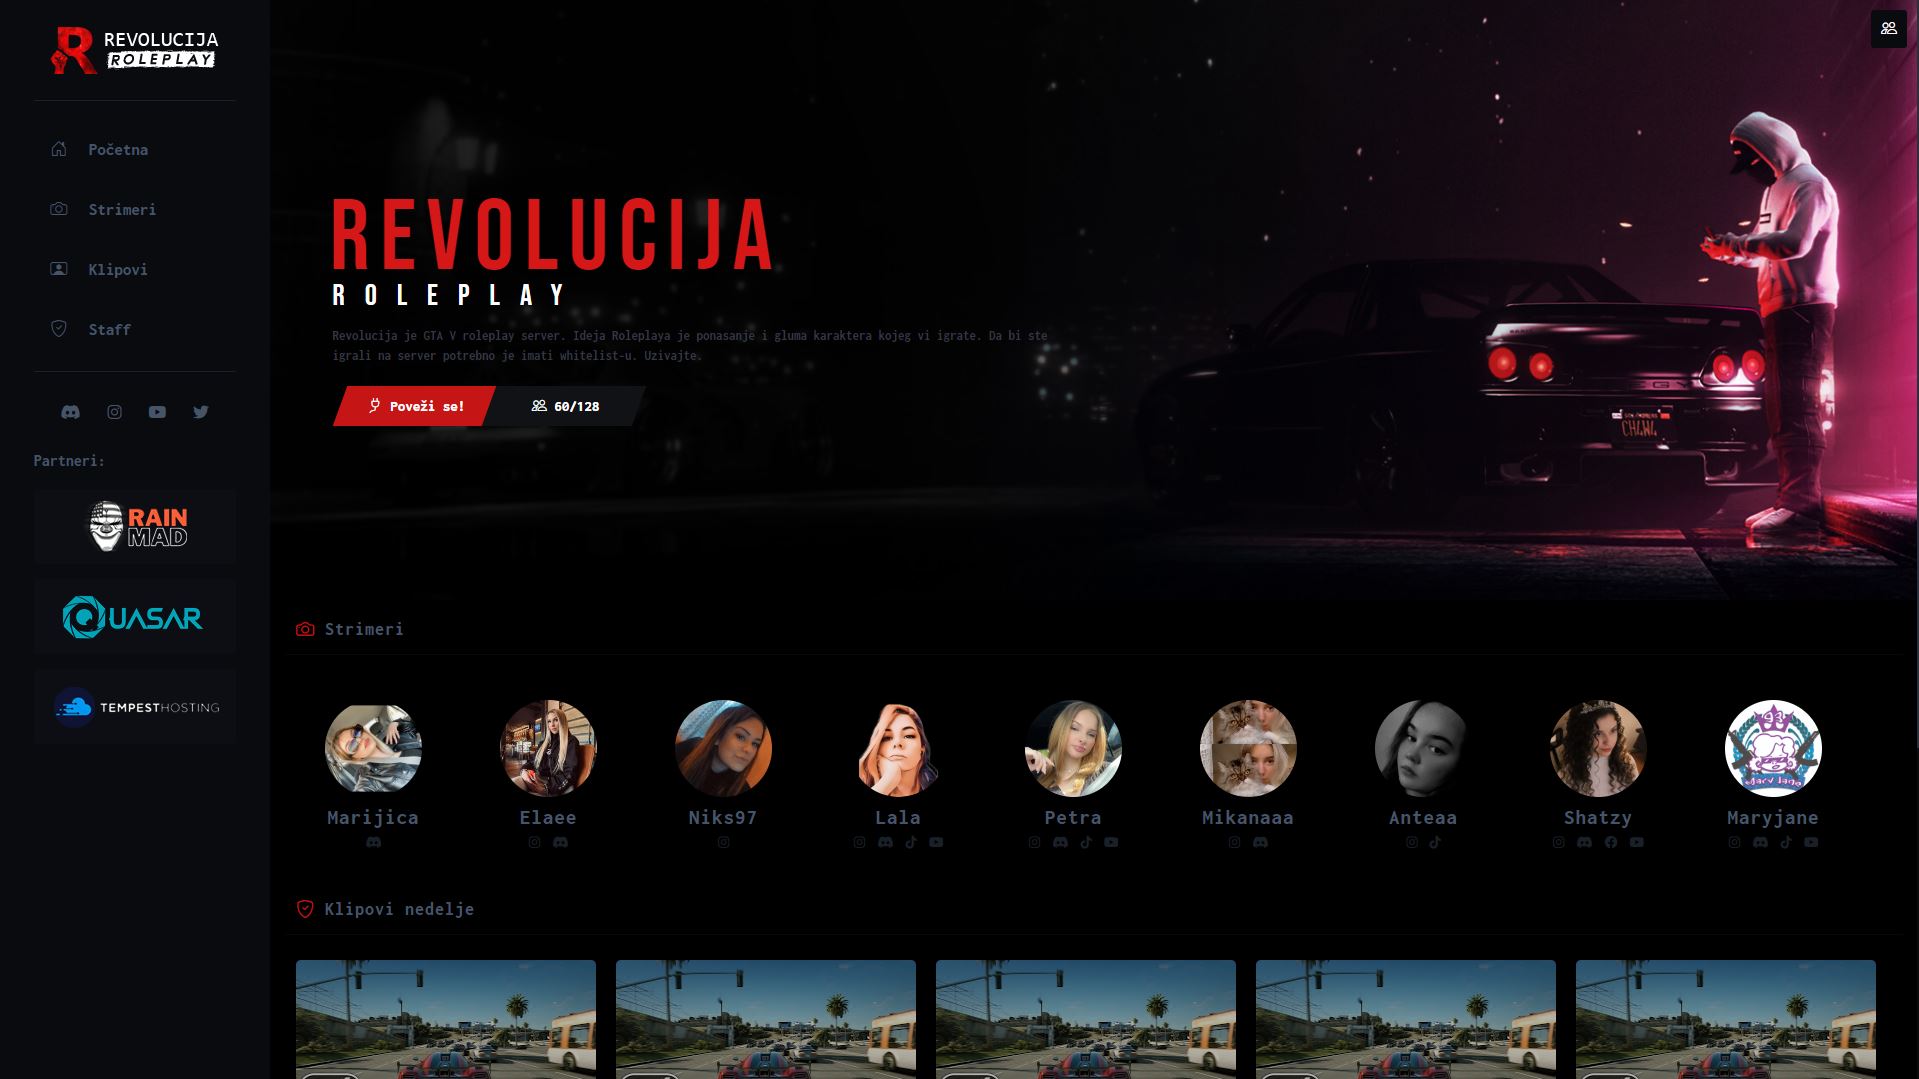 REVOLUCIJA
ROLEPLAY
Početna
Strimeri
Klipovi
Staff
Partneri:
RAIN
MAD
QUASAR
TEMPESTHOSTING
REVOLUCIJA
ROLEPLAY
Revolucija je GTA V roleplay server. Ideja Roleplaya je ponasanje i gluma karaktera kojeg vi igrate. Da bi ste
igrali na server potrebno je imati whitelist-u. Uzivajte.
Poveži se!
60/128
Strimeri
Marijica
Elaee
Niks97
Lala
Petra
Mikanaaa
Anteaa
Shatzy
Maryjane
Klipovi nedelje